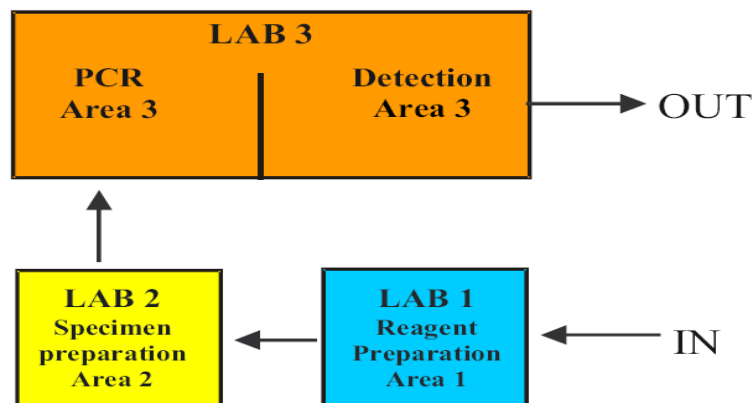 LAB 3
PCR
Area 3
Detection
Area 3
OUT
LAB 2
Specimen
preparation
Area 2
LAB 1
Reagent
Preparation
Area 1
IN